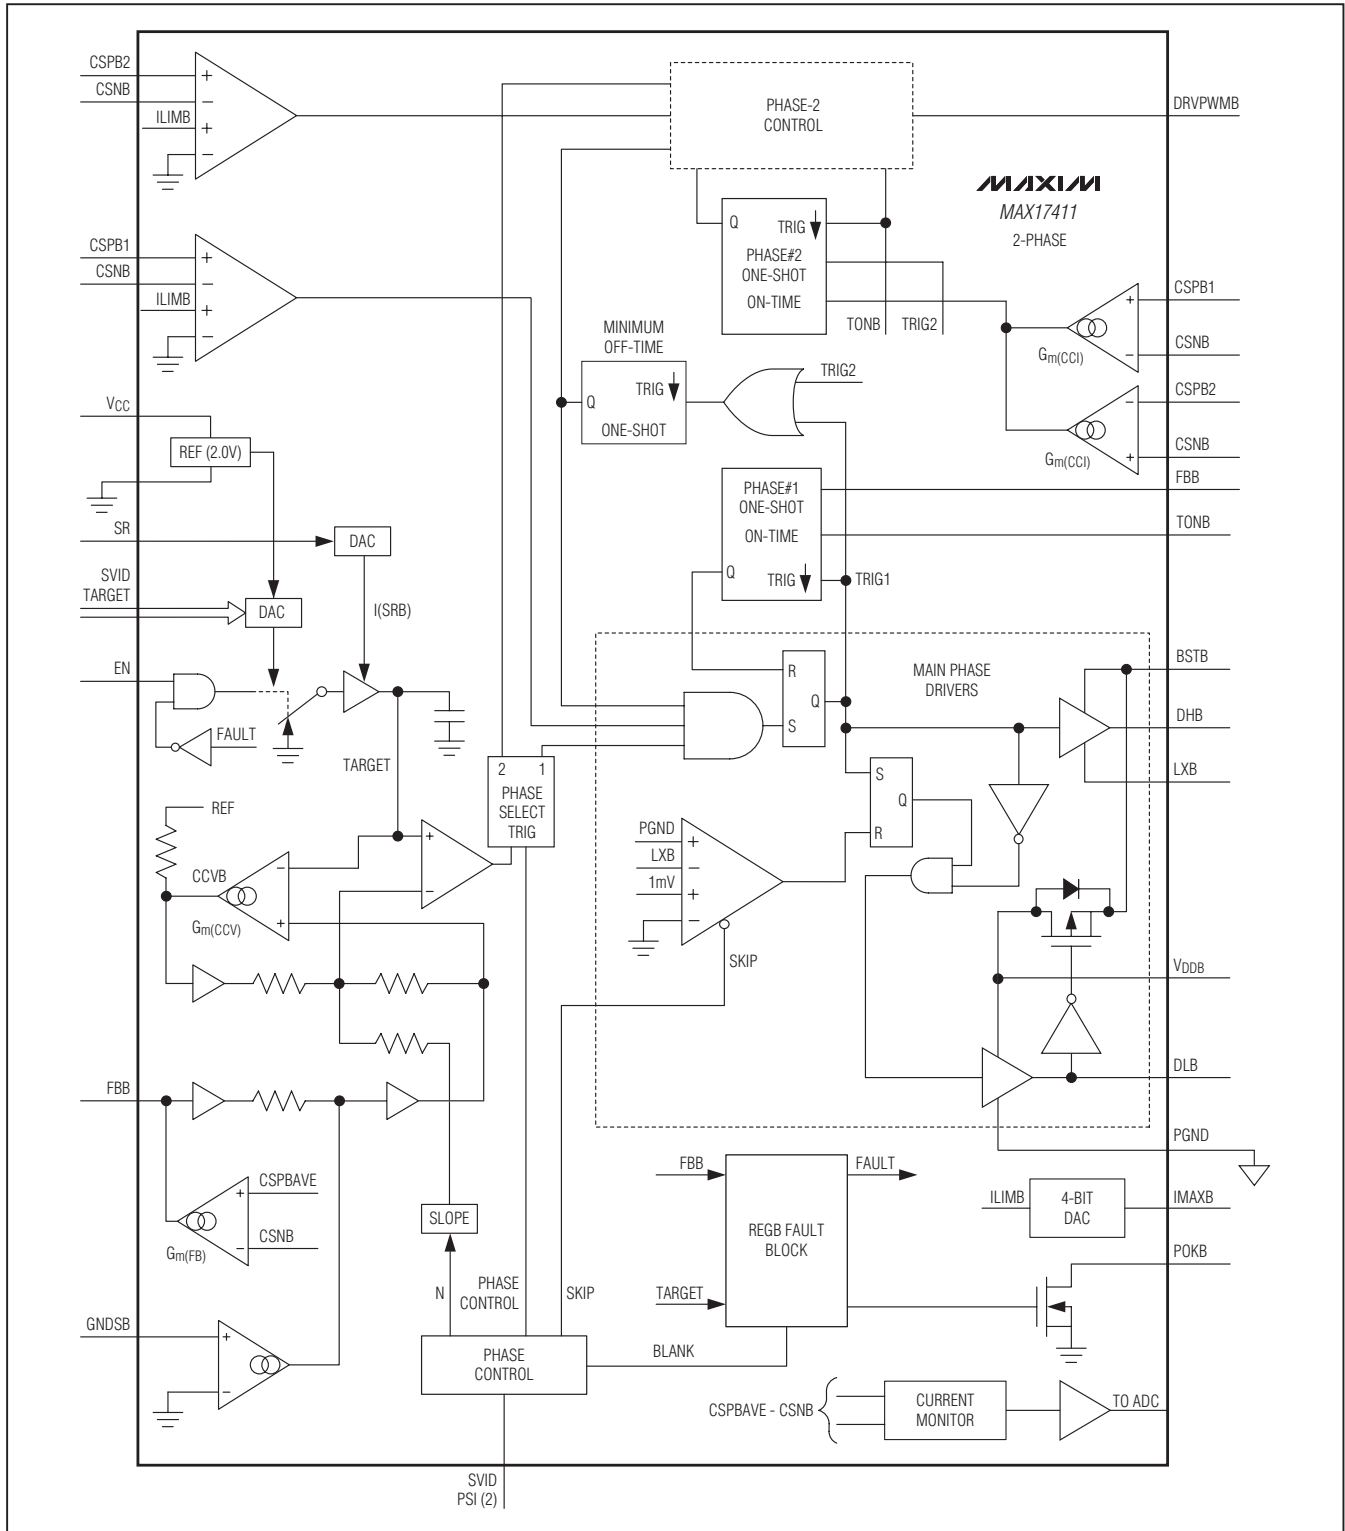 CSPB2
CSNB
ILIMB
+
−
+
−
PHASE-2
CONTROL
DRVPWMB
MAXIM
MAX17411
2-PHASE
CSPB1
CSNB
ILIMB
+
−
+
−
Q
TRIG
PHASE#2
ONE-SHOT
ON-TIME
TONB
TRIG2
CSPB1
+
CSNB
−
Gm(CCI)
CSPB2
−
CSNB
+
Gm(CCI)
MINIMUM
OFF-TIME
TRIG
Q
ONE-SHOT
TRIG2
VCC
REF (2.0V)
PHASE#1
ONE-SHOT
ON-TIME
Q
TRIG
TRIG1
FBB
TONB
SR
DAC
SVID
TARGET
DAC
I(SRB)
EN
FAULT
TARGET
MAIN PHASE
DRIVERS
R
Q
S
BSTB
DHB
LXB
2
1
PHASE
SELECT
TRIG
S
Q
R
REF
CCVB
−
+
Gm(CCV)
+
−
PGND
LXB
1mV
+
−
+
−
SKIP
VDDB
DLB
PGND
FBB
CSPBAVE
+
CSNB
−
Gm(FB)
SLOPE
N
PHASE
CONTROL
SKIP
FBB
FAULT
REGB FAULT
BLOCK
TARGET
ILIMB
4-BIT
DAC
IMAXB
POKB
GNDSB
+
−
PHASE
CONTROL
BLANK
CSPBAVE - CSNB
CURRENT
MONITOR
TO ADC
SVID
PSI (2)